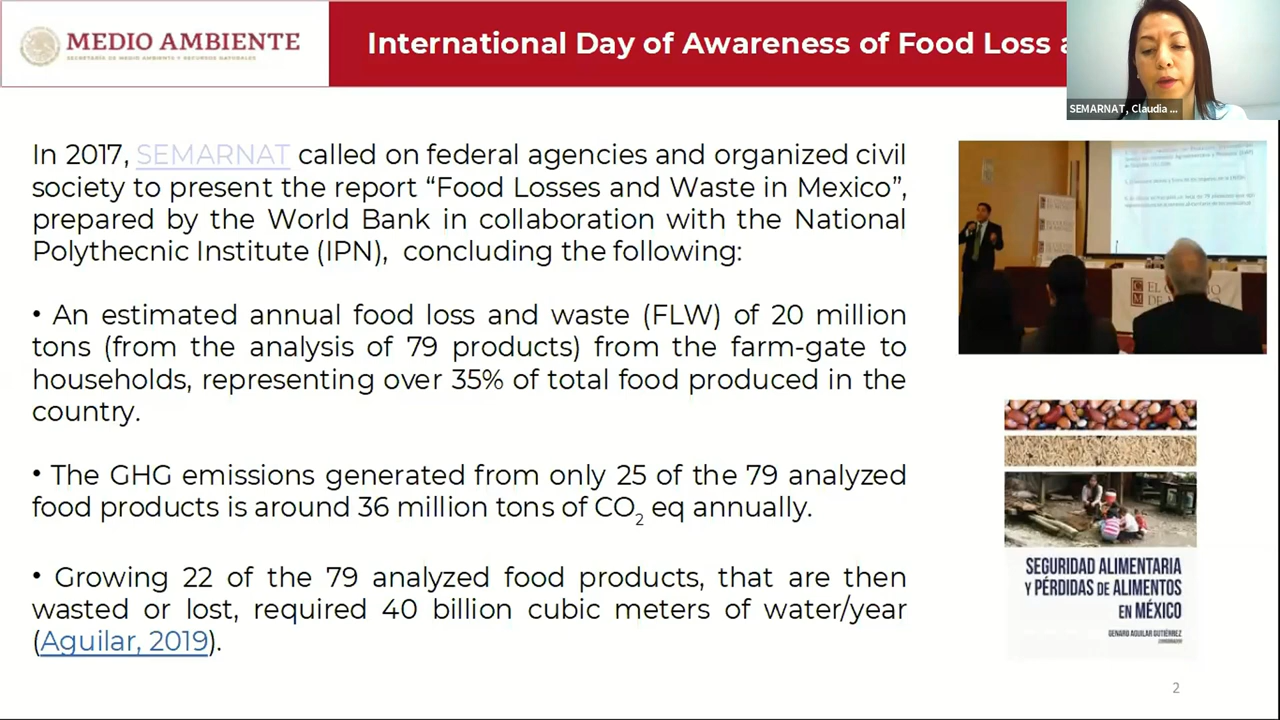 MEDIO AMBIENTE
SECRETARÍA DE MEDIO AMBIENTE Y RECURSOS NATURALES
International Day of Awareness of Food Loss a
SEMARNAT, Claudia ...
In 2017, SEMARNAT called on federal agencies and organized civil
society to present the report “Food Losses and Waste in Mexico”,
prepared by the World Bank in collaboration with the National
Polythecnic Institute (IPN), concluding the following:
• An estimated annual food loss and waste (FLW) of 20 million
tons (from the analysis of 79 products) from the farm-gate to
households, representing over 35% of total food produced in the
country.
• The GHG emissions generated from only 25 of the 79 analyzed
food products is around 36 million tons of CO2 eq annually.
• Growing 22 of the 79 analyzed food products, that are then
wasted or lost, required 40 billion cubic meters of water/year
(Aguilar, 2019).
SEGURIDAD ALIMENTARIA
Y PÉRDIDAS DE ALIMENTOS
EN MÉXICO
GENARO AGUILAR GUTIÉRREZ
2